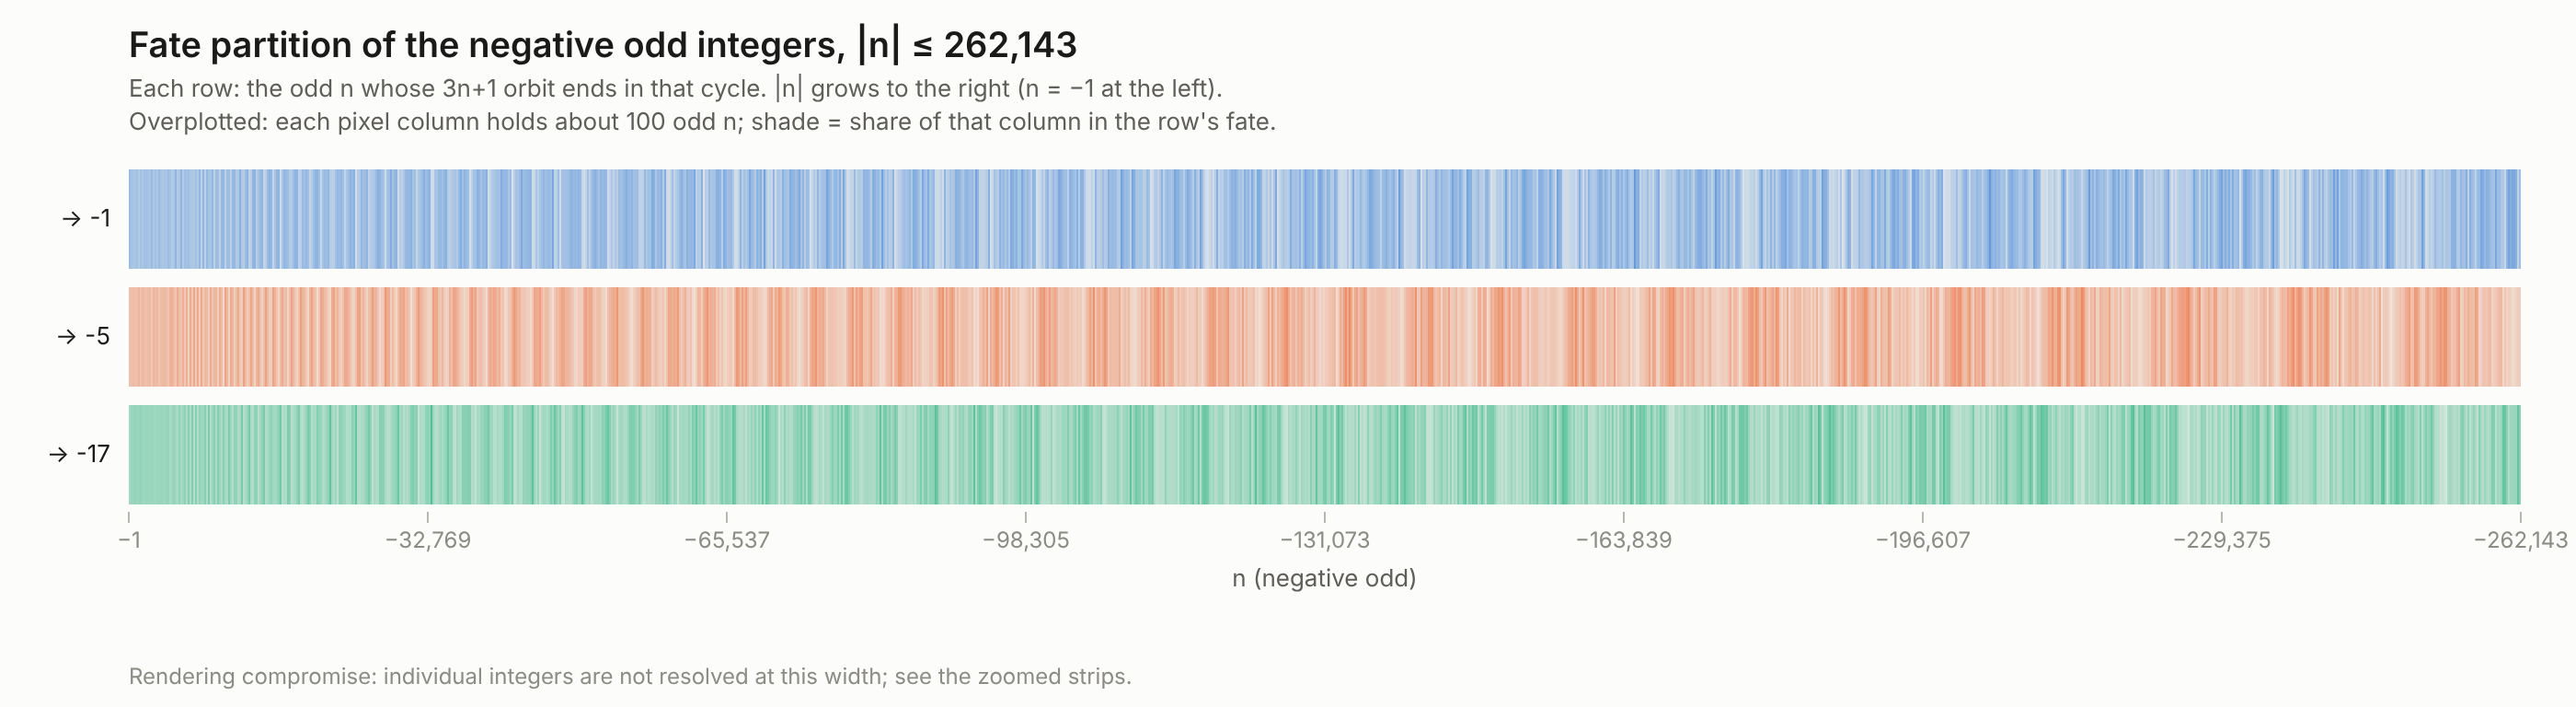 Fate partition of the negative odd integers, |n| ≤ 262,143
Each row: the odd n whose 3n+1 orbit ends in that cycle. |n| grows to the right (n = −1 at the left).
Overplotted: each pixel column holds about 100 odd n; shade = share of that column in the row's fate.
→ -1
→ -5
→ -17
−1 −32,769 −65,537 −98,305 −131,073 −163,839 −196,607 −229,375 −262,143
n (negative odd)
Rendering compromise: individual integers are not resolved at this width; see the zoomed strips.